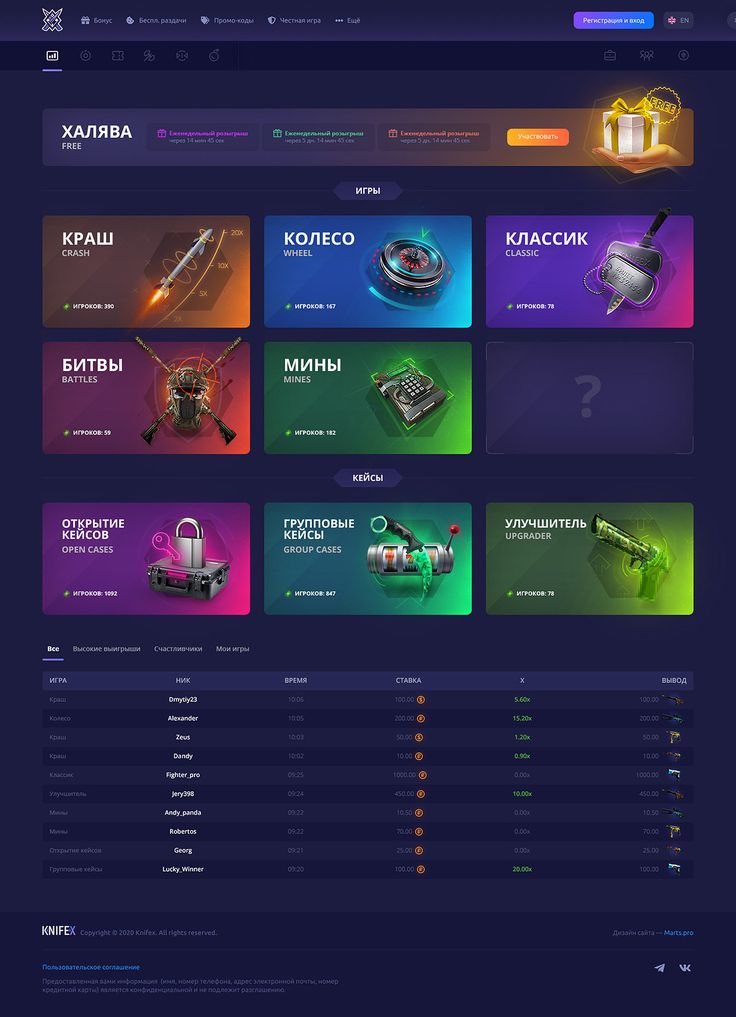 Бонус
Беспл. раздачи
Промо-коды
Честная игра
Ещё
Регистрация и вход
EN
ХАЛЯВА
FREE
Еженедельный розыгрыш
через 14 мин 45 сек
Еженедельный розыгрыш
через 5 дн. 14 мин 45 сек
Еженедельный розыгрыш
через 5 дн. 14 мин 45 сек
Участвовать
FREE
ИГРЫ
КРАШ
CRASH
ИГРОКОВ: 390
20X
10X
5X
2X
КОЛЕСО
WHEEL
ИГРОКОВ: 167
КЛАССИК
CLASSIC
ИГРОКОВ: 78
БИТВЫ
BATTLES
ИГРОКОВ: 59
МИНЫ
MINES
ИГРОКОВ: 182
?
КЕЙСЫ
ОТКРЫТИЕ
КЕЙСОВ
OPEN CASES
ИГРОКОВ: 1092
ГРУППОВЫЕ
КЕЙСЫ
GROUP CASES
ИГРОКОВ: 847
УЛУЧШИТЕЛЬ
UPGRADER
ИГРОКОВ: 78
Все Высокие выигрыши Счастливчики Мои игры
ИГРА НИК ВРЕМЯ СТАВКА X ВЫВОД
Краш Dmytiy23 10:06 100.00 5.60x 100.00
Колесо Alexander 10:05 200.00 15.20x 200.00
Краш Zeus 10:03 50.00 1.20x 50.00
Краш Dandy 10:02 10.00 0.90x 10.00
Классик Fighter_pro 09:25 1000.00 0.00x 1000.00
Улучшитель Jery398 09:24 450.00 10.00x 450.00
Мины Andy_panda 09:22 10.50 0.00x 10.50
Мины Robertos 09:22 70.00 0.00x 70.00
Открытие кейсов Georg 09:21 25.00 0.00x 25.00
Групповые кейсы Lucky_Winner 09:20 100.00 20.00x 100.00
KNIFEX Copyright © 2020 Knifex. All rights reserved. Дизайн сайта — Marts.pro
Пользовательское соглашение
Предоставленная вами информация (имя, номер телефона, адрес электронной почты, номер
кредитной карты) является конфиденциальной и не подлежит разглашению.